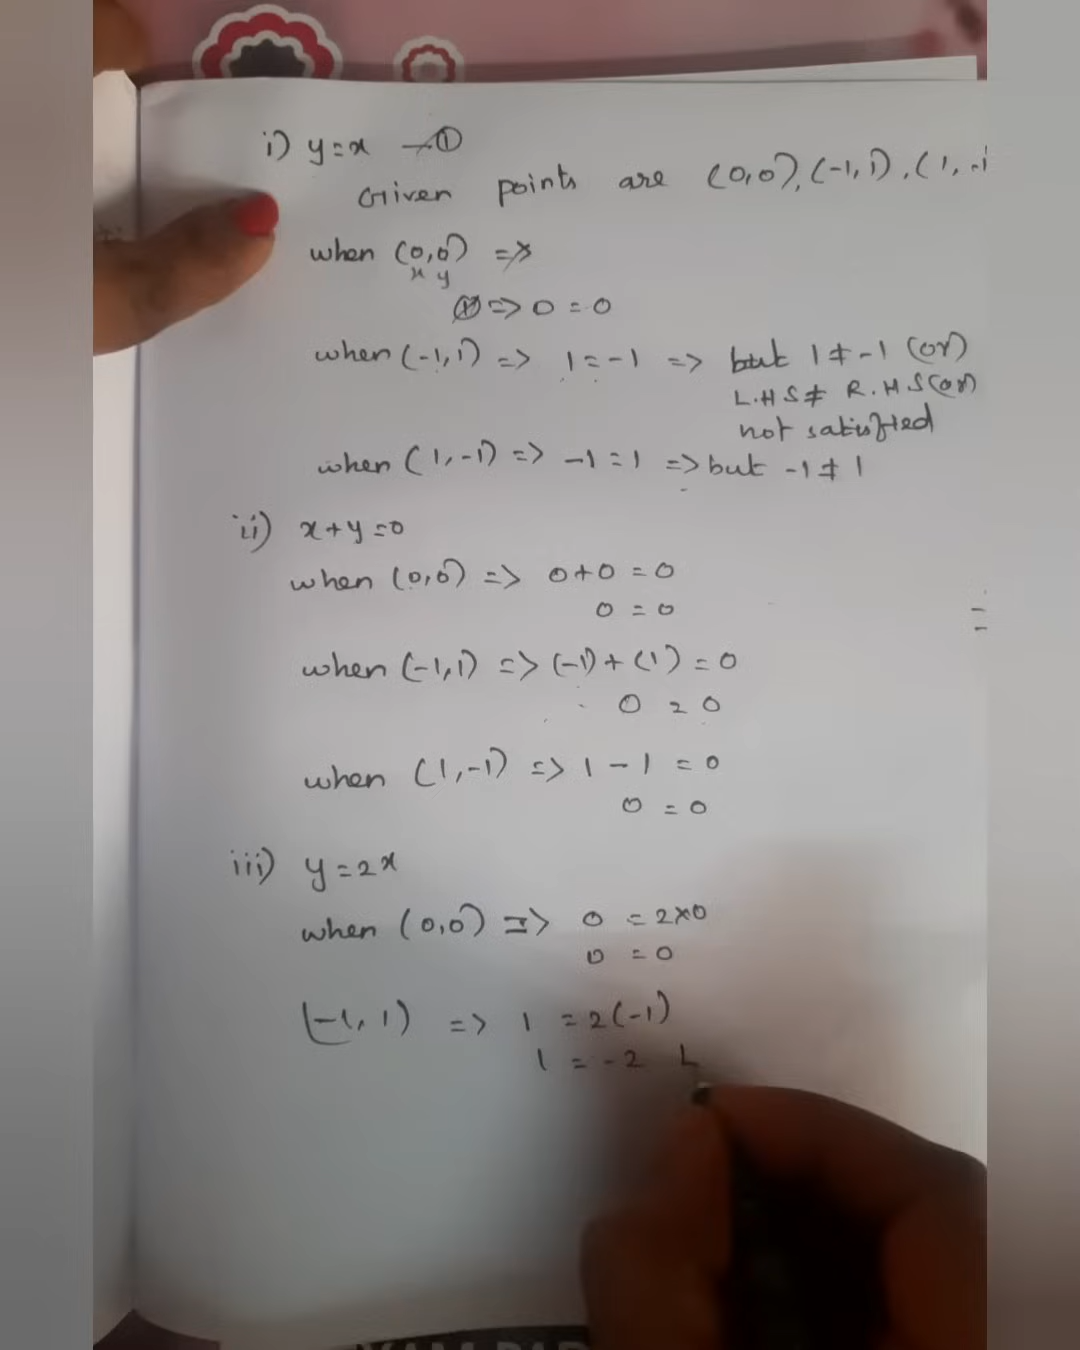 i) y=x —①
Given points are (0,0), (-1,1), (1,-1
when (0,0) =>
x y
① => 0 = 0
when (-1,1) => 1 = -1 => but 1 ≠ -1 (or)
L.H.S ≠ R.H.S (or)
not satisfied
when (1,-1) => -1 = 1 => but -1 ≠ 1
ii) x+y=0
when (0,0) => 0+0 = 0
0 = 0
when (-1,1) => (-1)+(1) = 0
0 = 0
when (1,-1) => 1 - 1 = 0
0 = 0
iii) y=2x
when (0,0) => 0 = 2×0
0 = 0
(-1,1) => 1 = 2(-1)
1 = -2 L